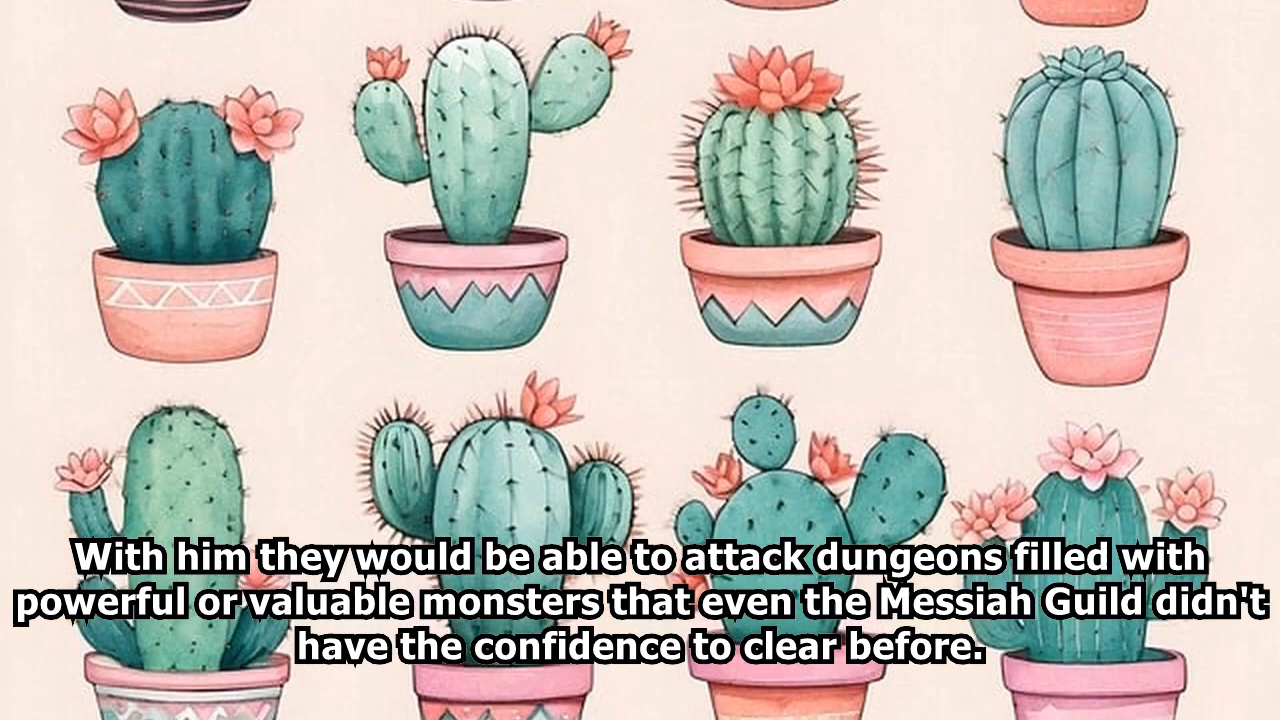 With him they would be able to attack dungeons filled with
powerful or valuable monsters that even the Messiah Guild didn't
have the confidence to clear before.